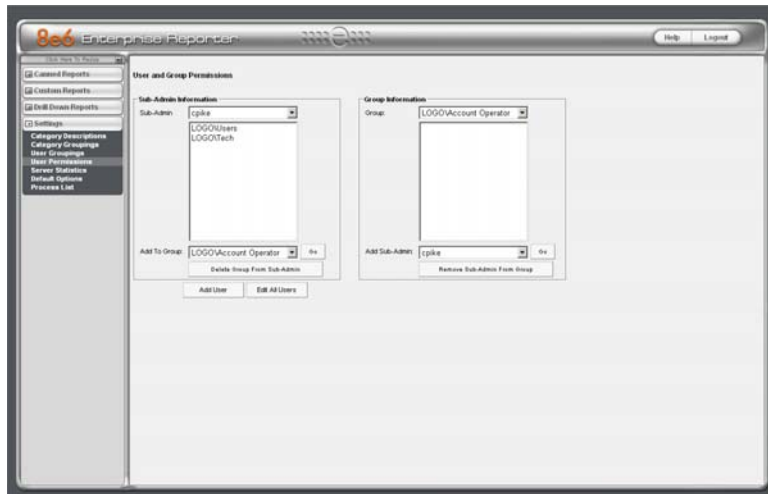 8e6 Enterprise Reporter
Help
Logout
Click Here To Resize
Canned Reports
Custom Reports
Drill Down Reports
Settings
Category Descriptions
Category Groupings
User Groupings
User Permissions
Server Statistics
Default Options
Process List
User and Group Permissions
Sub-Admin Information
Sub-Admin
cpike
LOGO\Users
LOGO\Tech
Add To Group:
LOGO\Account Operator
Go
Delete Group From Sub-Admin
Add User
Edit All Users
Group Information
Group:
LOGO\Account Operator
Add Sub-Admin:
cpike
Go
Remove Sub-Admin From Group